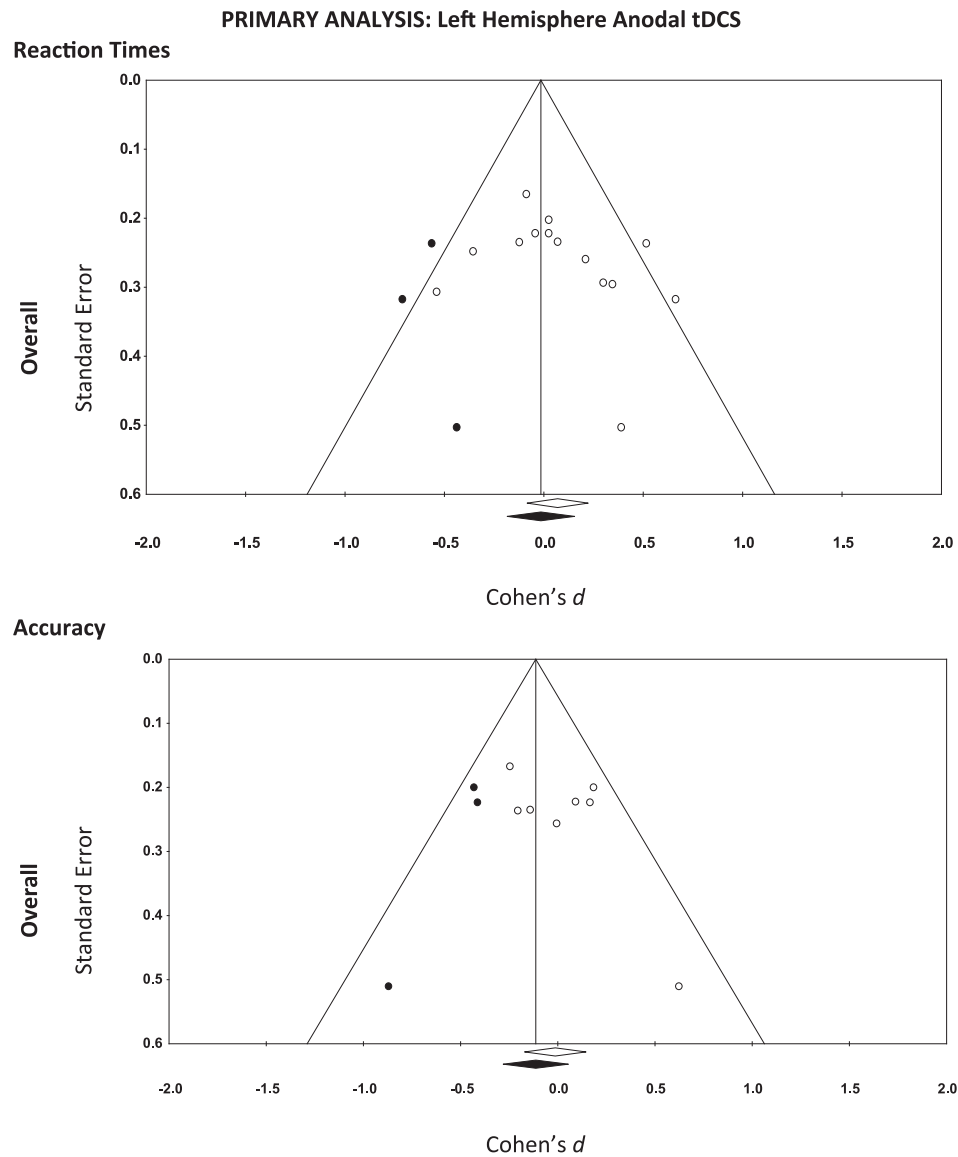 PRIMARY ANALYSIS: Left Hemisphere Anodal tDCS
Reaction Times
0.0
0.1
0.2
0.3
0.4
0.5
0.6
Overall
Standard Error
-2.0 -1.5 -1.0 -0.5 0.0 0.5 1.0 1.5 2.0
Cohen's d
Accuracy
0.0
0.1
0.2
0.3
0.4
0.5
0.6
Overall
Standard Error
-2.0 -1.5 -1.0 -0.5 0.0 0.5 1.0 1.5 2.0
Cohen's d